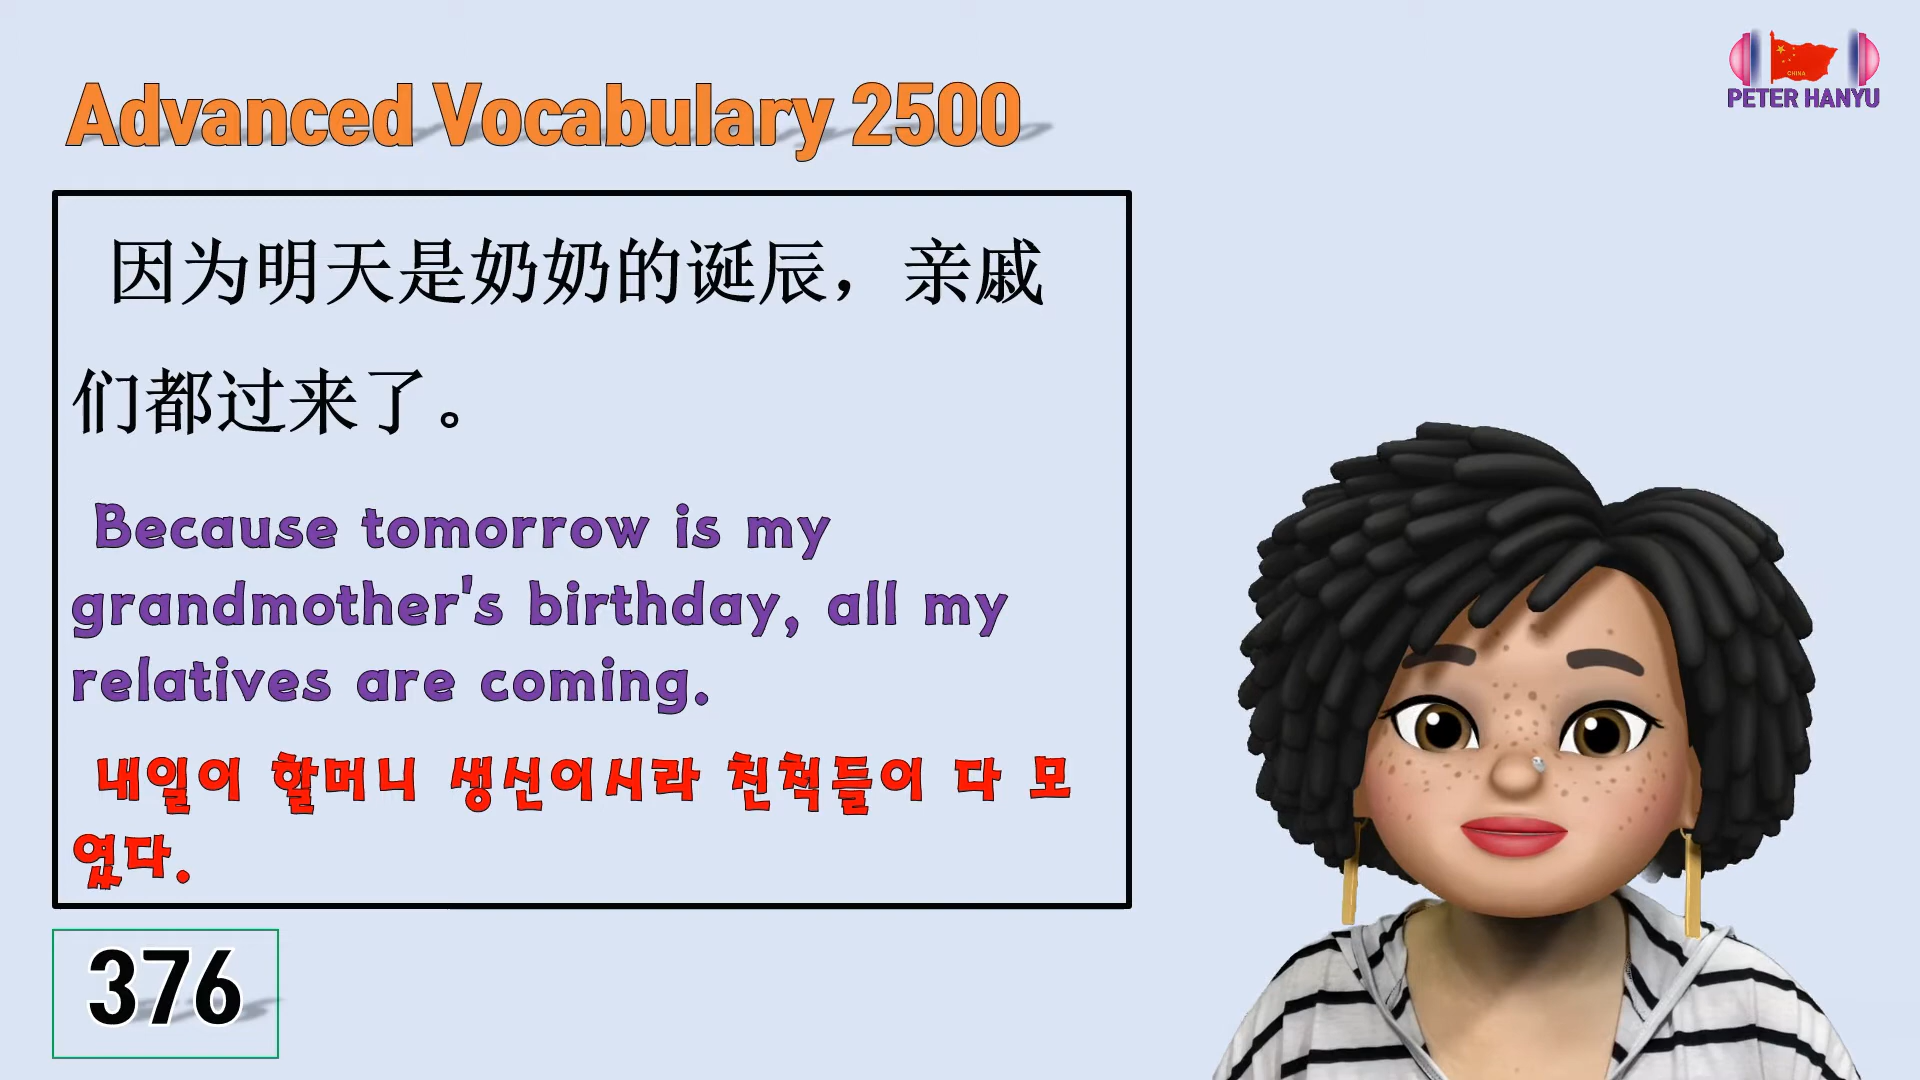 Advanced Vocabulary 2500
CHINA
PETER HANYU
因为明天是奶奶的诞辰，亲戚
们都过来了。
Because tomorrow is my
grandmother's birthday, all my
relatives are coming.
내일이 할머니 생신이시라 친척들이 다 모
였다.
376